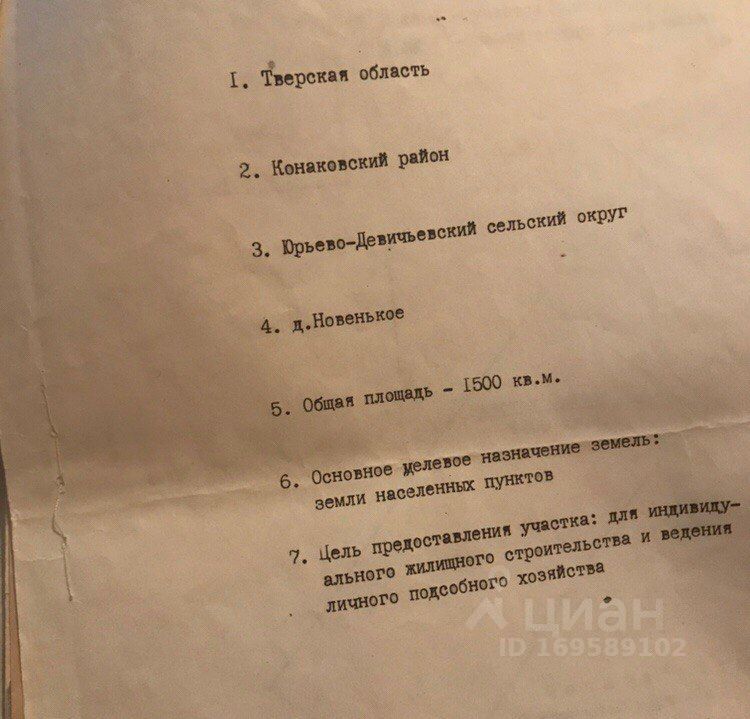 1. Тверская область
2. Конаковский район
3. Юрьево-Девичьевский сельский округ
4. д.Новенькое
5. Общая площадь - 1500 кв.м.
6. Основное целевое назначение земель:
земли населенных пунктов
7. Цель предоставления участка: для индивиду-
ального жилищного строительства и ведения
личного подсобного хозяйства
циан
ID 169589102